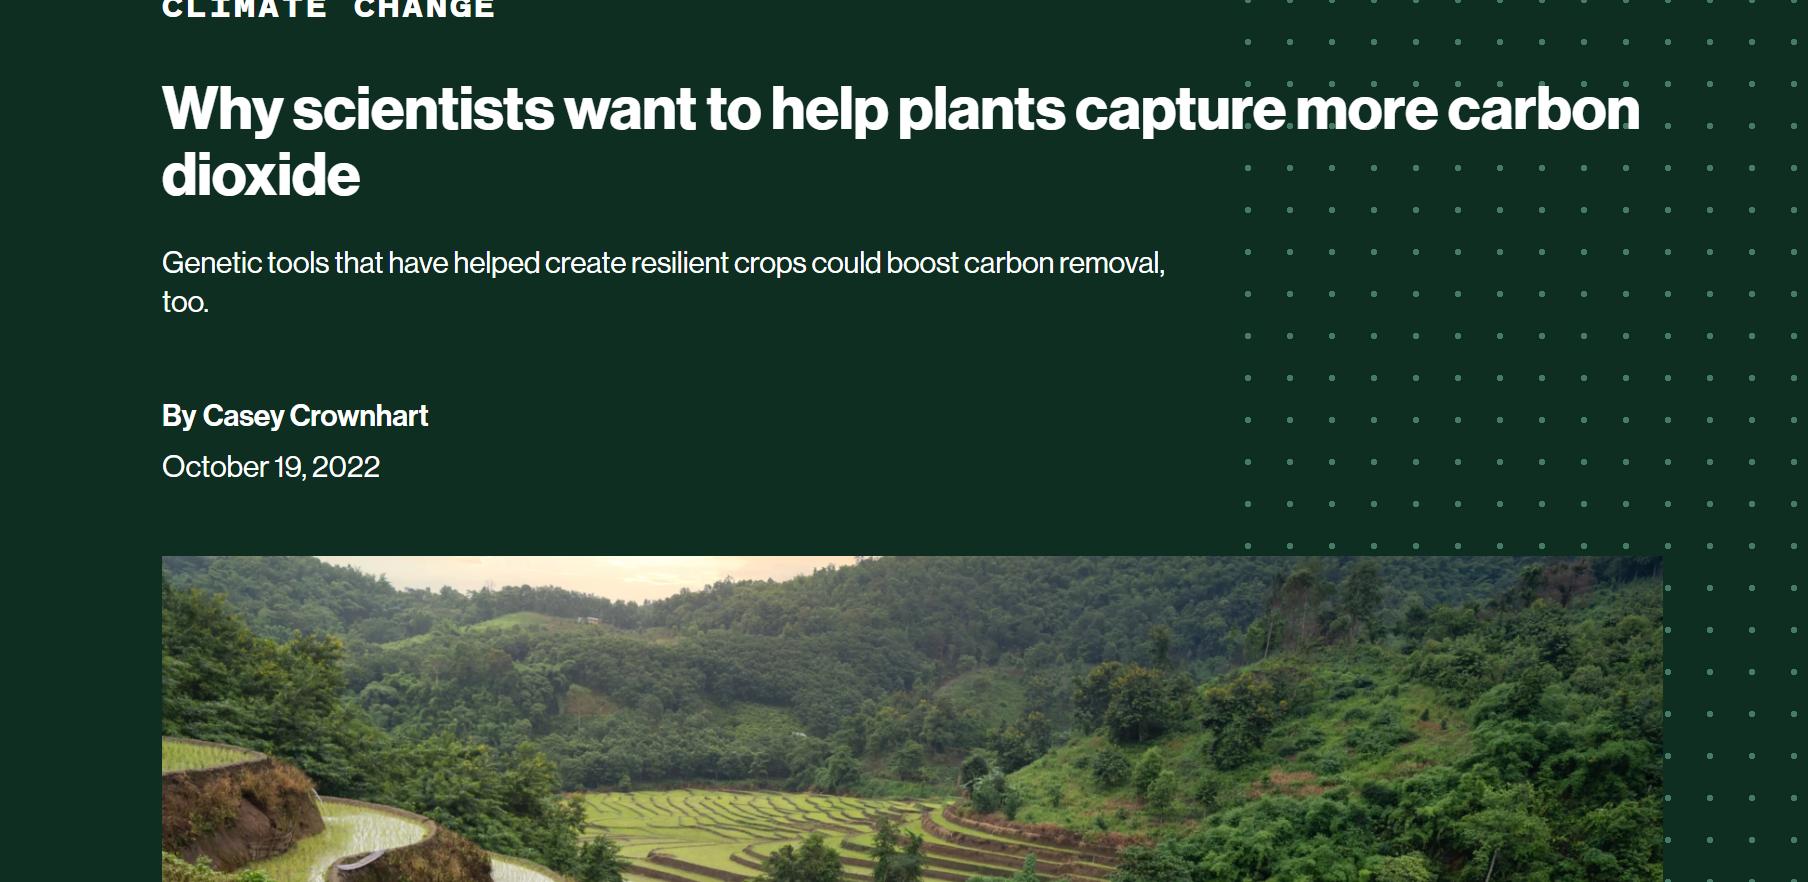 CLIMATE CHANGE
Why scientists want to help plants capture more carbon
dioxide
Genetic tools that have helped create resilient crops could boost carbon removal,
too.
By Casey Crownhart
October 19, 2022